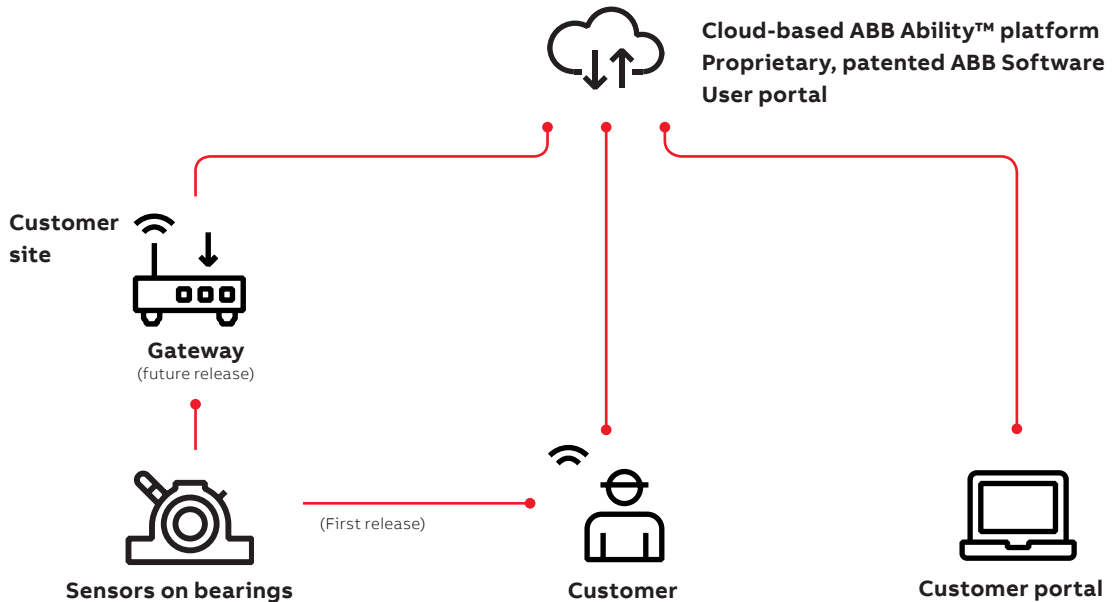 Cloud-based ABB Ability™ platform
Proprietary, patented ABB Software
User portal
Customer
site
Gateway
(future release)
(First release)
Sensors on bearings
Customer
Customer portal